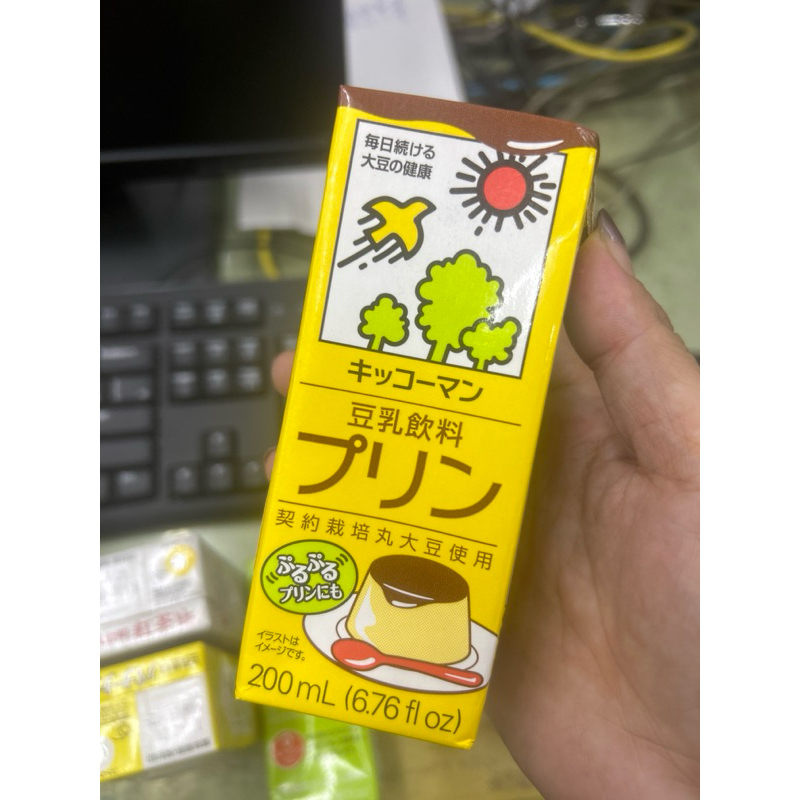 毎日続ける
大豆の健康
キッコーマン
豆乳飲料
プリン
契約栽培丸大豆使用
ぷるぷる
プリンにも
イラストは
イメージです。
200mL (6.76 fl oz)